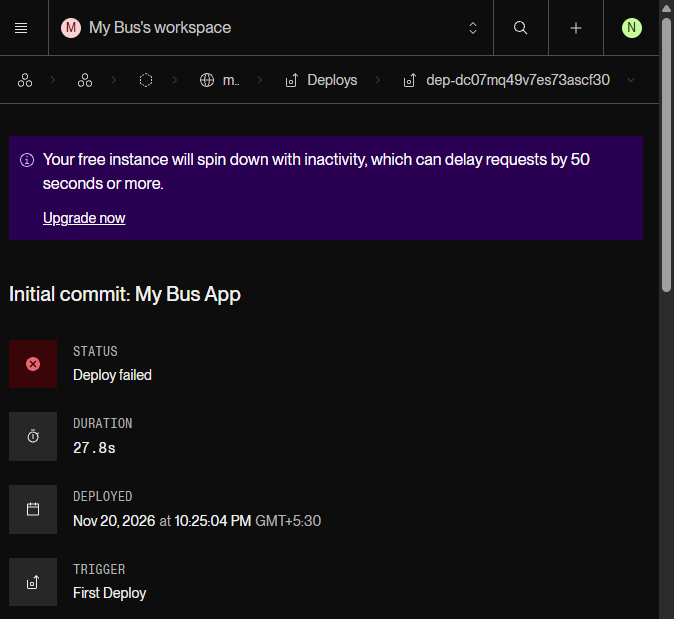 M My Bus's workspace N
m.. Deploys dep-dc07mq49v7es73ascf30
Your free instance will spin down with inactivity, which can delay requests by 50
seconds or more.
Upgrade now
Initial commit: My Bus App
STATUS
Deploy failed
DURATION
27.8s
DEPLOYED
Nov 20, 2026 at 10:25:04 PM GMT+5:30
TRIGGER
First Deploy